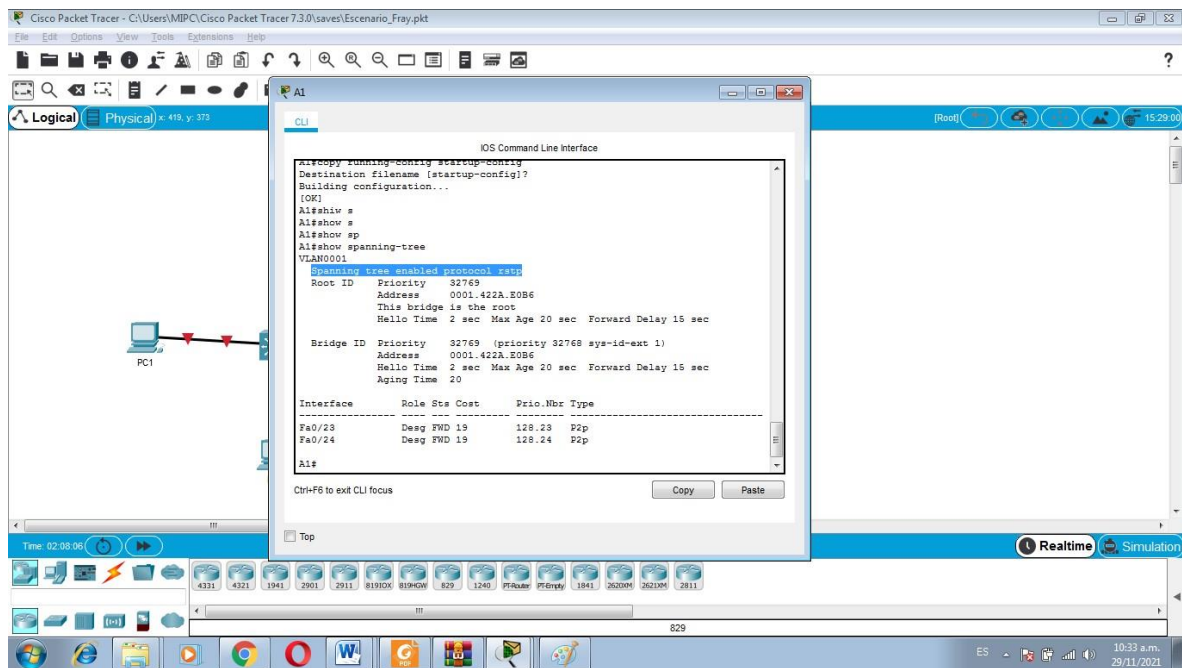 Cisco Packet Tracer - C:\Users\MIPC\Cisco Packet Tracer 7.3.0\saves\Escenario_Fray.pkt
File Edit Options View Tools Extensions Help
?
A1
Logical
Physical
x: 419, y: 373
[Root]
15:29:00
CLI
IOS Command Line Interface
A1#copy running-config startup-config
Destination filename [startup-config]?
Building configuration...
[OK]
A1#shiw s
A1#show s
A1#show sp
A1#show spanning-tree
VLAN0001
Spanning tree enabled protocol rstp
Root ID Priority 32769
Address 0001.422A.E0B6
This bridge is the root
Hello Time 2 sec Max Age 20 sec Forward Delay 15 sec
Bridge ID Priority 32769 (priority 32768 sys-id-ext 1)
Address 0001.422A.E0B6
Hello Time 2 sec Max Age 20 sec Forward Delay 15 sec
Aging Time 20
Interface Role Sts Cost Prio.Nbr Type
---------------- ---- --- --------- -------- --------------------------------
Fa0/23 Desg FWD 19 128.23 P2p
Fa0/24 Desg FWD 19 128.24 P2p
A1#
Ctrl+F6 to exit CLI focus
Copy
Paste
Top
PC1
Time: 02:08:06
Realtime
Simulation
4331 4321 1941 2901 2911 819IOX 819HGW 829 1240 PT-Router PT-Empty 1841 2620XM 2621XM 2811
829
ES
10:33 a.m.
29/11/2021